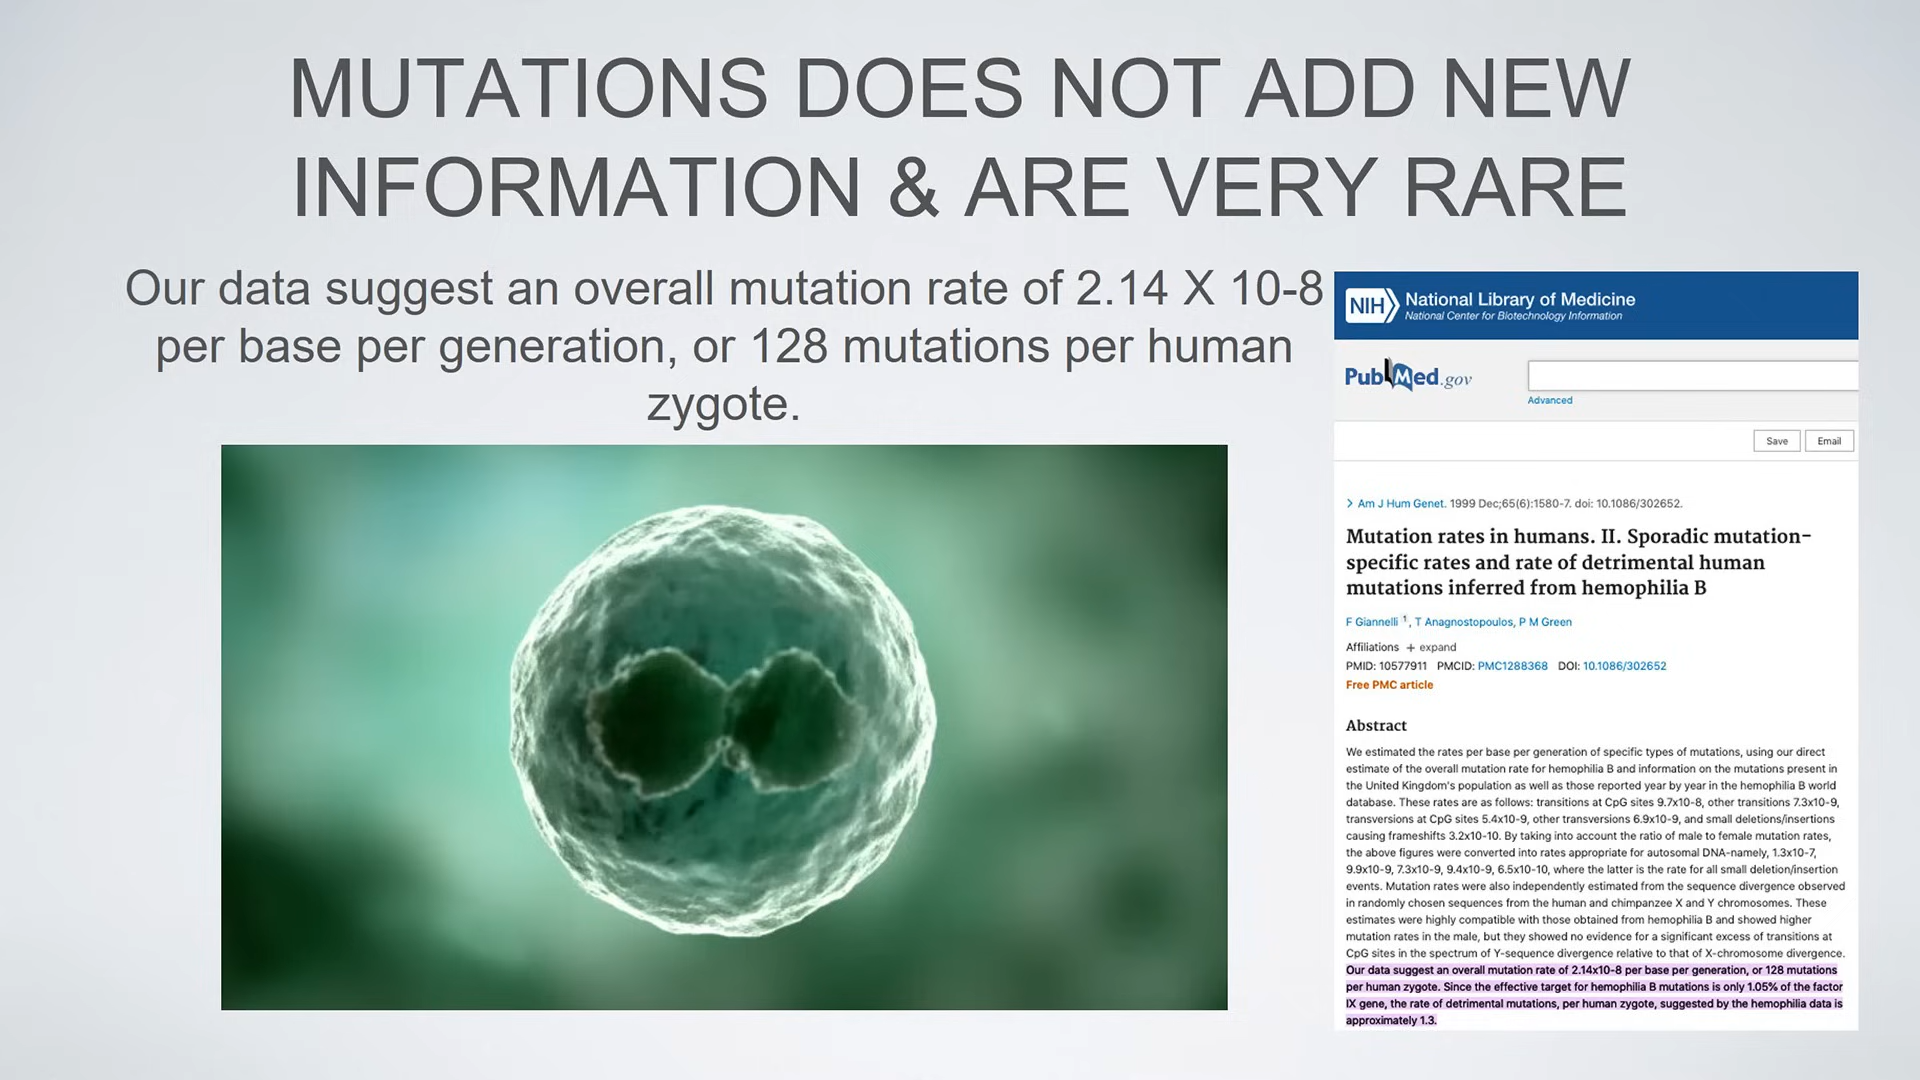 MUTATIONS DOES NOT ADD NEW
INFORMATION & ARE VERY RARE
Our data suggest an overall mutation rate of 2.14 X 10-8
per base per generation, or 128 mutations per human
zygote.
NIH National Library of Medicine
National Center for Biotechnology Information
PubMed.gov
Advanced
Save Email
> Am J Hum Genet. 1999 Dec;65(6):1580-7. doi: 10.1086/302652.
Mutation rates in humans. II. Sporadic mutation-
specific rates and rate of detrimental human
mutations inferred from hemophilia B
F Giannelli 1, T Anagnostopoulos, P M Green
Affiliations + expand
PMID: 10577911 PMCID: PMC1288368 DOI: 10.1086/302652
Free PMC article
Abstract
We estimated the rates per base per generation of specific types of mutations, using our direct
estimate of the overall mutation rate for hemophilia B and information on the mutations present in
the United Kingdom's population as well as those reported year by year in the hemophilia B world
database. These rates are as follows: transitions at CpG sites 9.7x10-8, other transitions 7.3x10-9,
transversions at CpG sites 5.4x10-9, other transversions 6.9x10-9, and small deletions/insertions
causing frameshifts 3.2x10-10. By taking into account the ratio of male to female mutation rates,
the above figures were converted into rates appropriate for autosomal DNA-namely, 1.3x10-7,
9.9x10-9, 7.3x10-9, 9.4x10-9, 6.5x10-10, where the latter is the rate for all small deletion/insertion
events. Mutation rates were also independently estimated from the sequence divergence observed
in randomly chosen sequences from the human and chimpanzee X and Y chromosomes. These
estimates were highly compatible with those obtained from hemophilia B and showed higher
mutation rates in the male, but they showed no evidence for a significant excess of transitions at
CpG sites in the spectrum of Y-sequence divergence relative to that of X-chromosome divergence.
Our data suggest an overall mutation rate of 2.14x10-8 per base per generation, or 128 mutations
per human zygote. Since the effective target for hemophilia B mutations is only 1.05% of the factor
IX gene, the rate of detrimental mutations, per human zygote, suggested by the hemophilia data is
approximately 1.3.